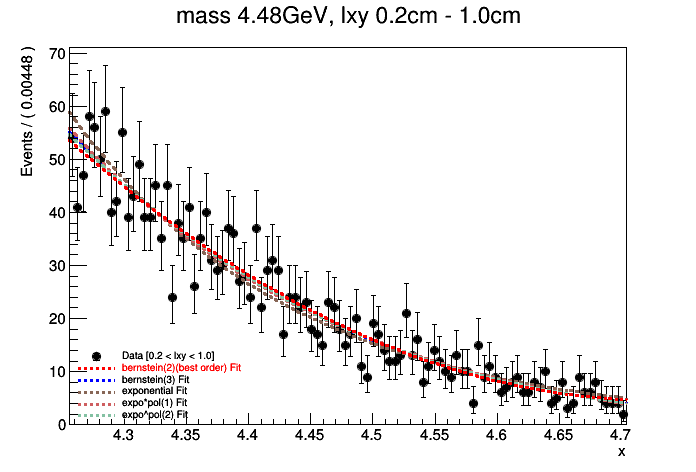 mass 4.48GeV, lxy 0.2cm - 1.0cm
Events / ( 0.00448 )
70
60
50
40
30
20
10
0
Data [0.2 < lxy < 1.0]
bernstein(2)(best order) Fit
bernstein(3) Fit
exponential Fit
expo*pol(1) Fit
expo^pol(2) Fit
4.3 4.35 4.4 4.45 4.5 4.55 4.6 4.65 4.7
x